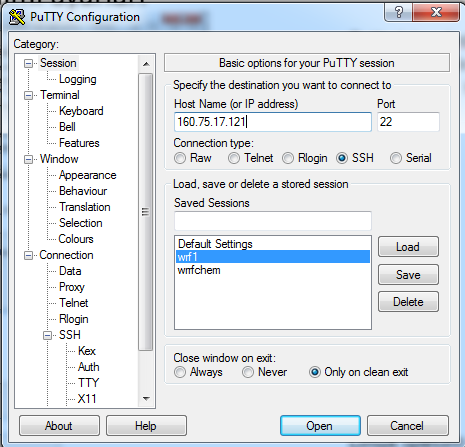 PuTTY Configuration
Category:
Session
Logging
Terminal
Keyboard
Bell
Features
Window
Appearance
Behaviour
Translation
Selection
Colours
Connection
Data
Proxy
Telnet
Rlogin
SSH
Kex
Auth
TTY
X11
Basic options for your PuTTY session
Specify the destination you want to connect to
Host Name (or IP address) Port
160.75.17.121 22
Connection type:
Raw Telnet Rlogin SSH Serial
Load, save or delete a stored session
Saved Sessions
Default Settings
wrf1
wrrfchem
Load
Save
Delete
Close window on exit:
Always Never Only on clean exit
About Help Open Cancel